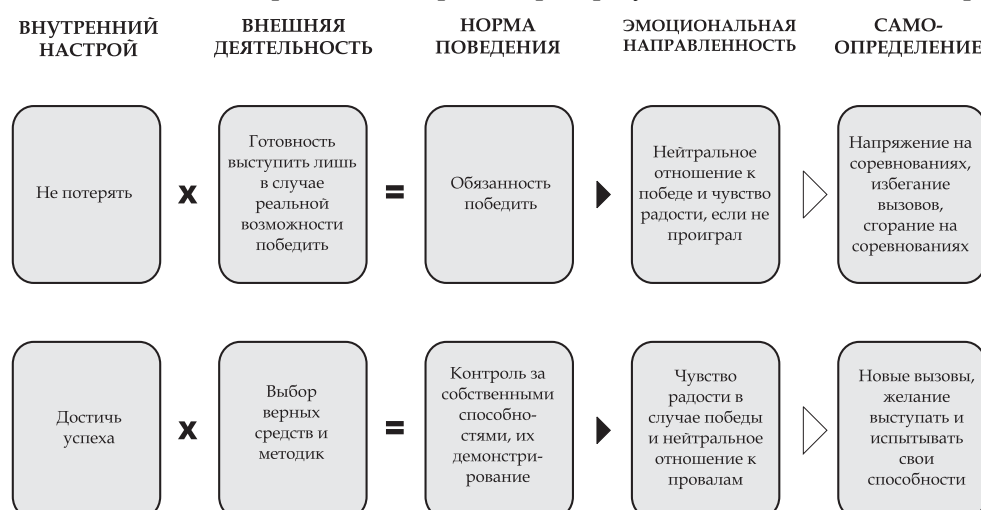 ВНУТРЕННИЙ
НАСТРОЙ
ВНЕШНЯЯ
ДЕЯТЕЛЬНОСТЬ
НОРМА
ПОВЕДЕНИЯ
ЭМОЦИОНАЛЬНАЯ
НАПРАВЛЕННОСТЬ
САМО-
ОПРЕДЕЛЕНИЕ
Не потерять
x
Готовность
выступить лишь
в случае
реальной
возможности
победить
=
Обязанность
победить
Нейтральное
отношение к
победе и чувство
радости, если не
проиграл
Напряжение на
соревнованиях,
избегание
вызовов,
сгорание на
соревнованиях
Достичь
успеха
x
Выбор
верных
средств и
методик
=
Контроль за
собственными
способно-
стями, их
демонстри-
рование
Чувство
радости в
случае победы
и нейтральное
отношение к
провалам
Новые вызовы,
желание
выступать и
испытывать
свои
способности